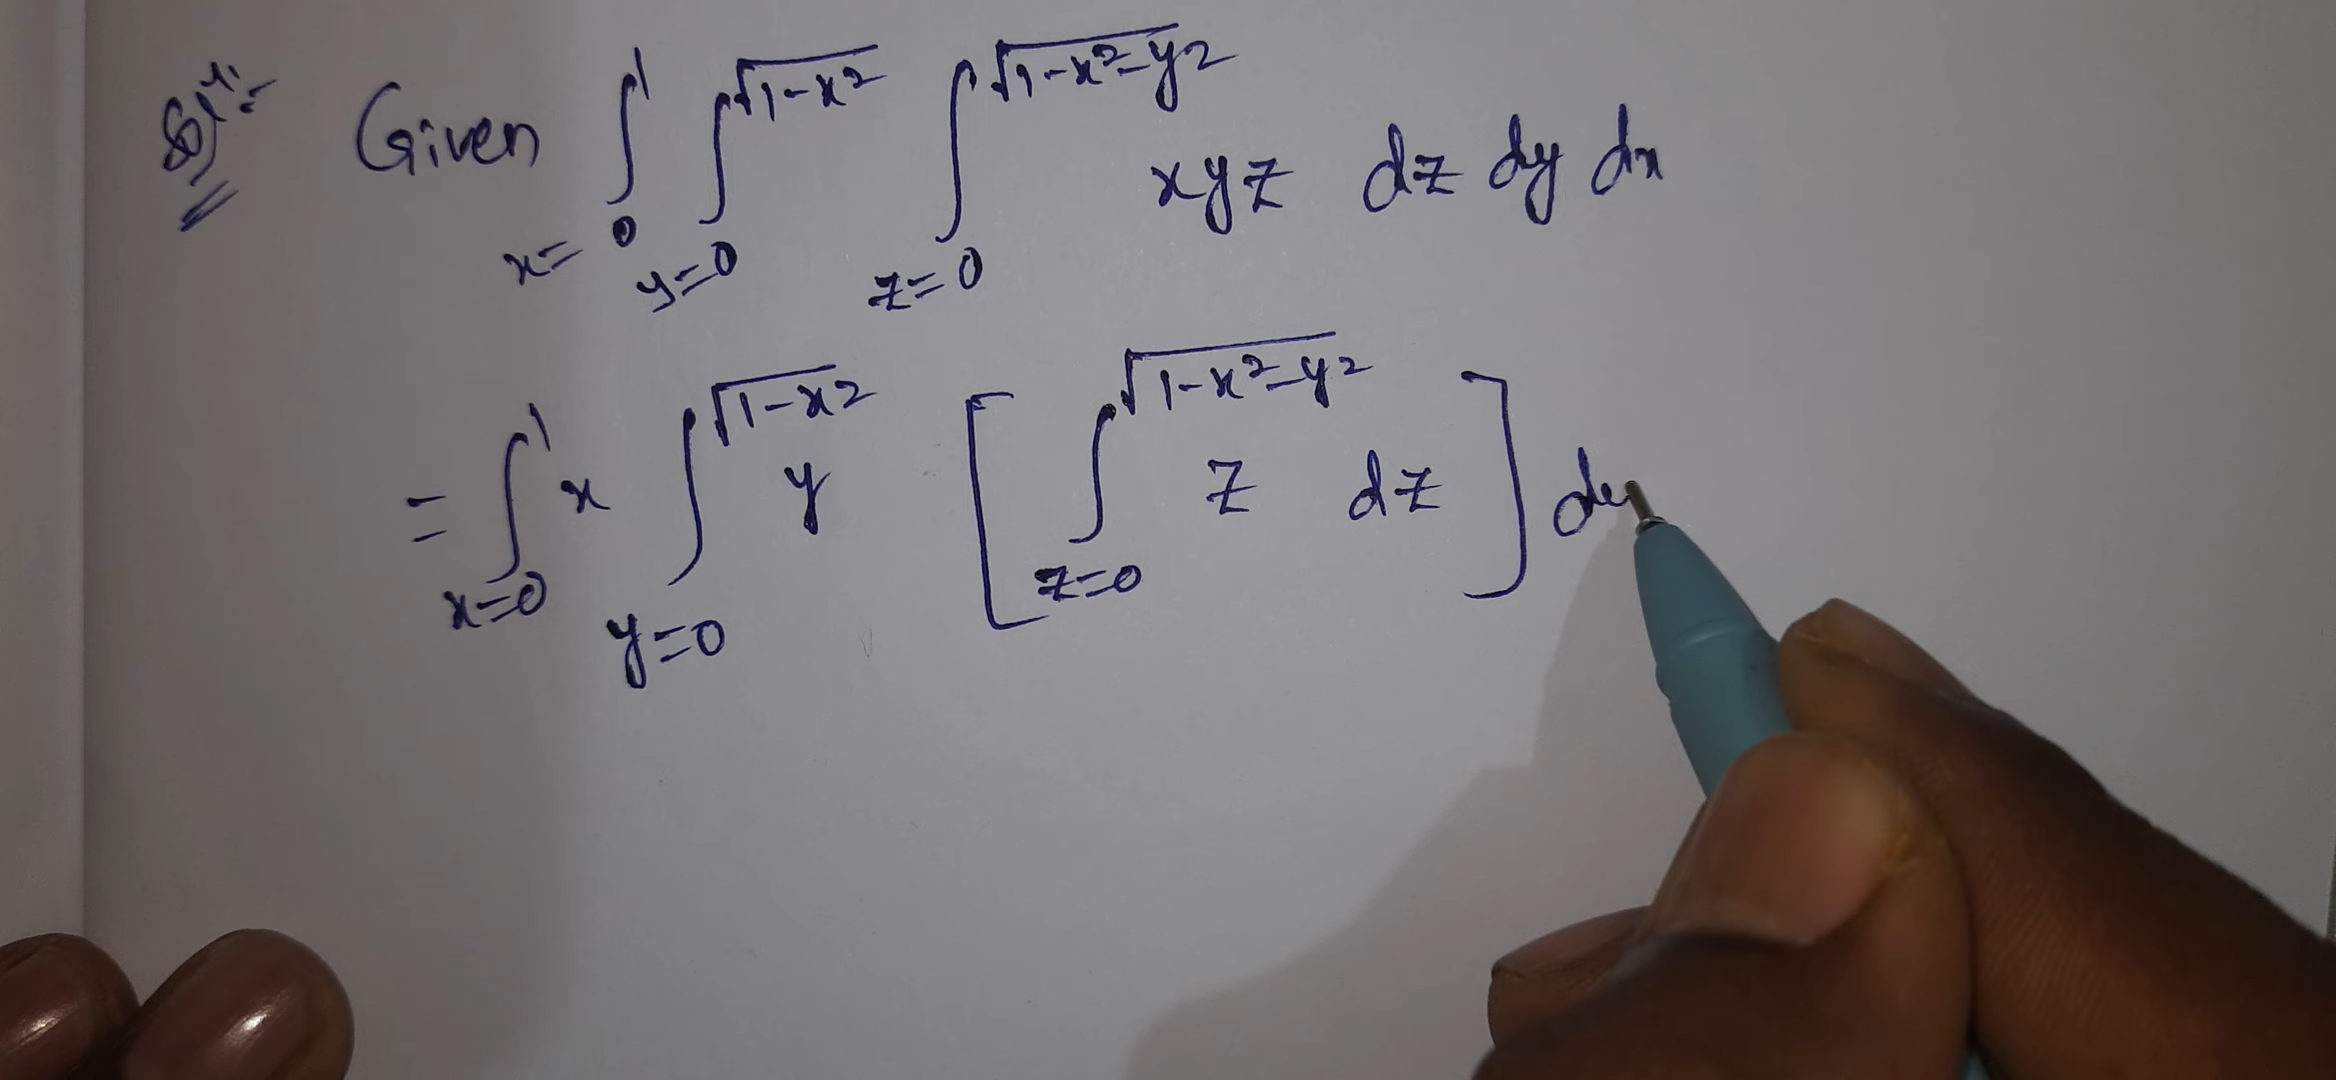 Sol:- Given ∫_{x=0}^{1} ∫_{y=0}^{√(1-x²)} ∫_{z=0}^{√(1-x²-y²)} xyz dz dy dx
= ∫_{x=0}^{1} x ∫_{y=0}^{√(1-x²)} y [ ∫_{z=0}^{√(1-x²-y²)} z dz ] dy